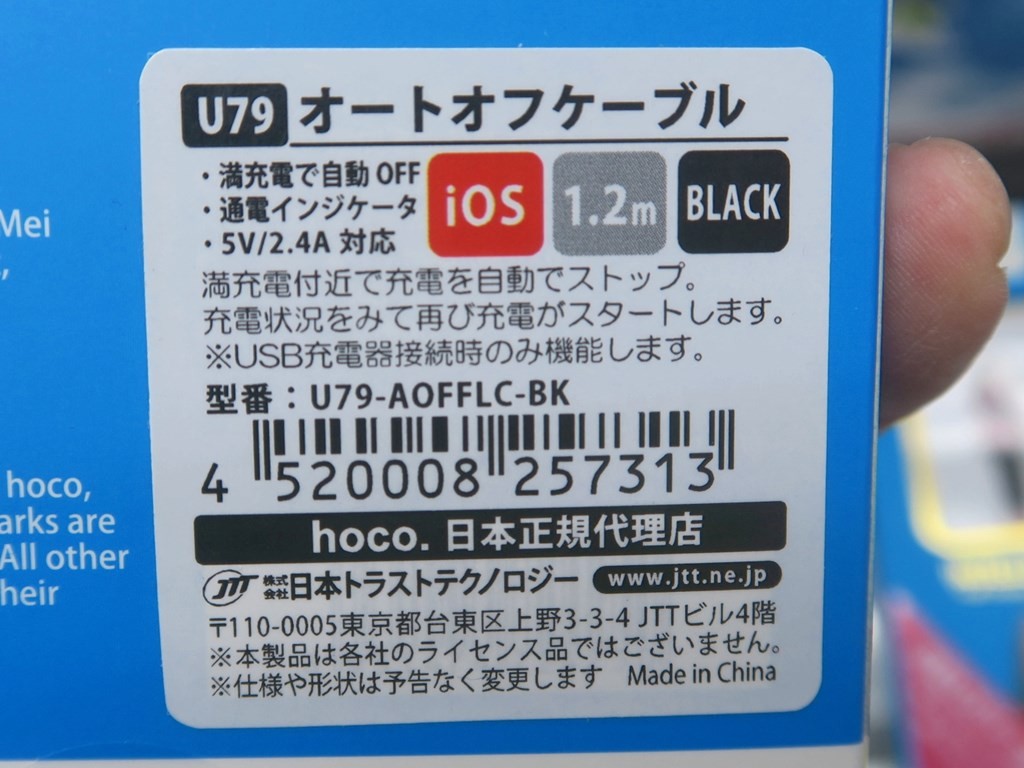 U79 オートオフケーブル
・満充電で自動 OFF
・通電インジケータ
・5V/2.4A 対応
iOS
1.2m
BLACK
満充電付近で充電を自動でストップ。
充電状況をみて再び充電がスタートします。
※USB充電器接続時のみ機能します。
型番：U79-AOFFLC-BK
4 520008 257313
hoco. 日本正規代理店
JTT 株式会社 日本トラストテクノロジー www.jtt.ne.jp
〒110-0005東京都台東区上野3-3-4 JTTビル4階
※本製品は各社のライセンス品ではございません。
※仕様や形状は予告なく変更します Made in China
Mei
hoco,
arks are
All other
heir